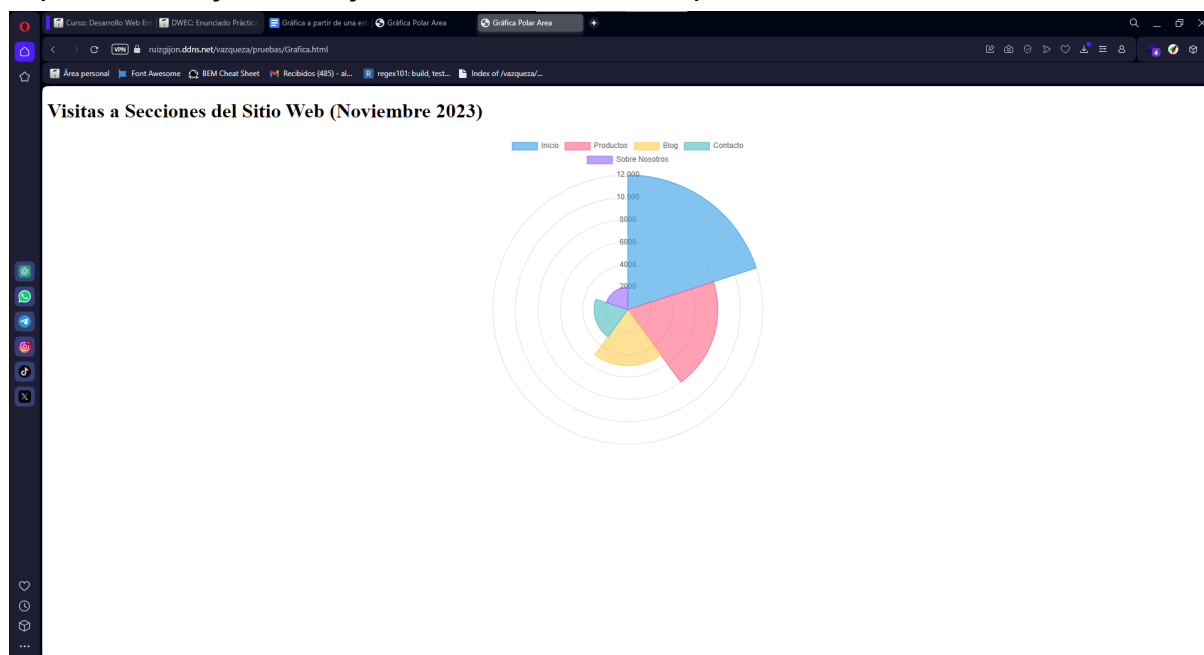 Curso: Desarrollo Web Ent
DWEC: Enunciado Práctica
Gráfica a partir de una est
Gráfica Polar Area
Gráfica Polar Area
VPN
ruizgijon.ddns.net/vazqueza/pruebas/Grafica.html
Área personal
Font Awesome
BEM Cheat Sheet
Recibidos (485) - al...
regex101: build, test...
Index of /vazqueza/...
Visitas a Secciones del Sitio Web (Noviembre 2023)
Inicio Productos Blog Contacto
Sobre Nosotros
12.000
10.000
8000
6000
4000
2000